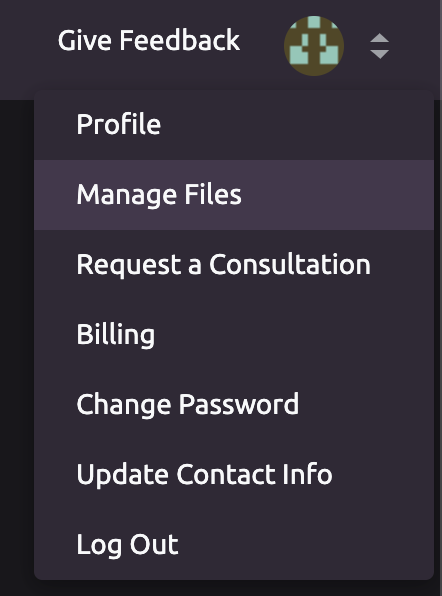 Give Feedback
Profile
Manage Files
Request a Consultation
Billing
Change Password
Update Contact Info
Log Out